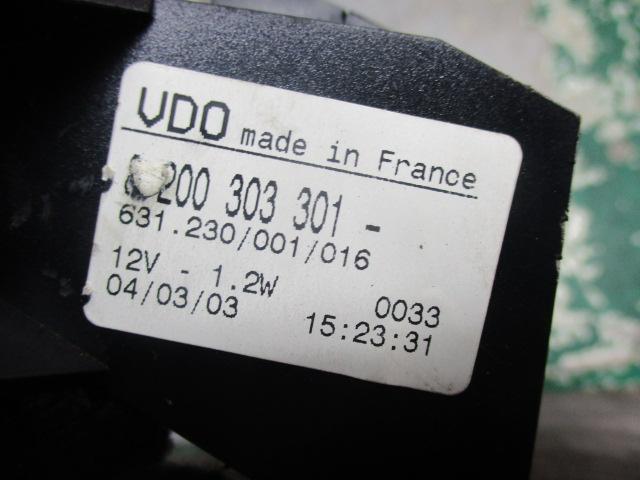 VDO made in France
200 303 301 -
631.230/001/016
12V - 1.2W
04/03/03 0033
15:23:31